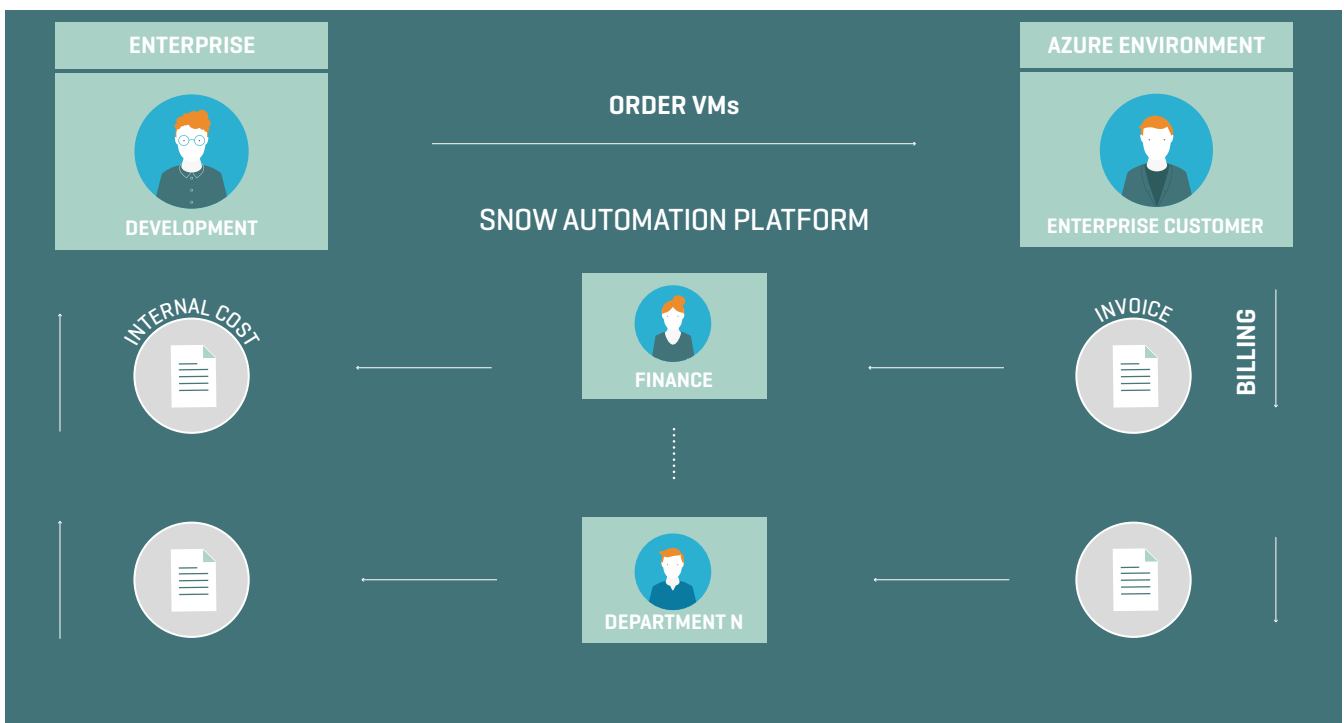 ENTERPRISE
AZURE ENVIRONMENT
ORDER VMs
DEVELOPMENT
SNOW AUTOMATION PLATFORM
ENTERPRISE CUSTOMER
INTERNAL COST
FINANCE
INVOICE
BILLING
DEPARTMENT N